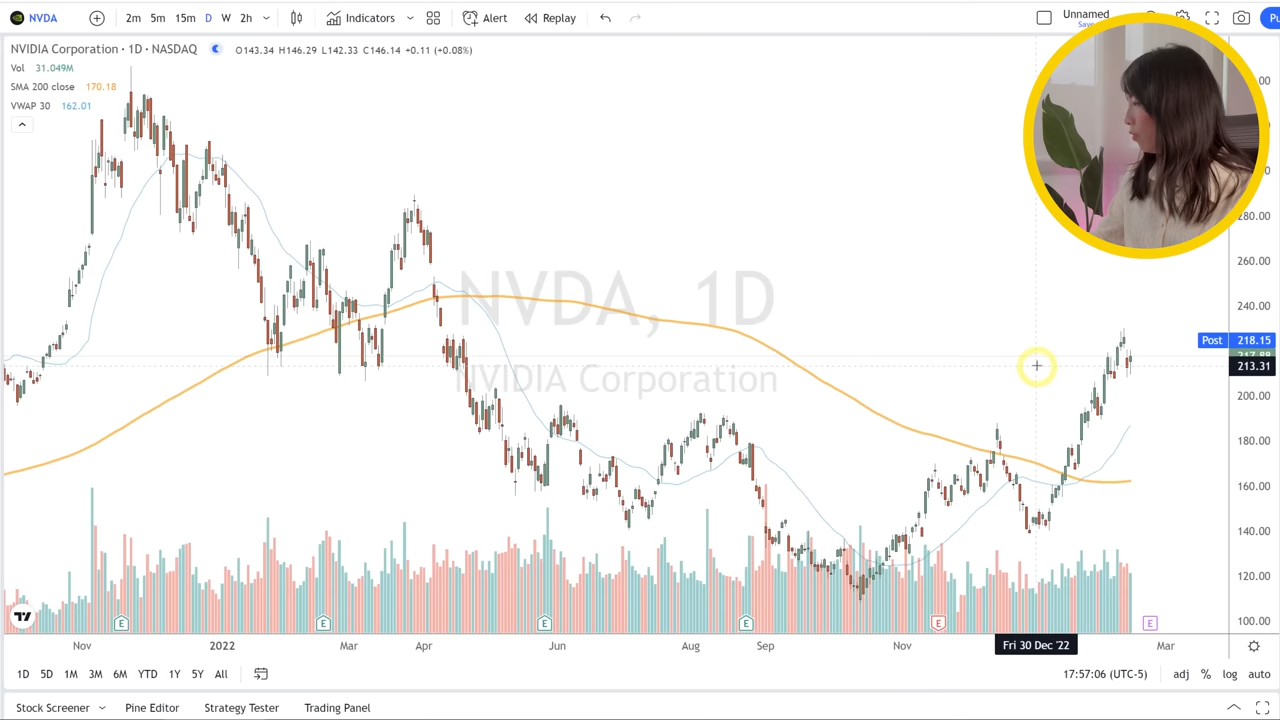 NVDA 2m 5m 15m D W 2h Indicators Alert Replay Unnamed
NVIDIA Corporation · 1D · NASDAQ O143.34 H146.29 L142.33 C146.14 +0.11 (+0.08%)
Vol 31.049M
SMA 200 close 170.18
VWAP 30 162.01
NVDA, 1D
NVIDIA Corporation
280.00
260.00
240.00
Post 218.15
217.88
213.31
200.00
180.00
160.00
140.00
120.00
100.00
E E E E E E
Nov 2022 Mar Apr Jun Aug Sep Nov Fri 30 Dec '22 Mar
1D 5D 1M 3M 6M YTD 1Y 5Y All 17:57:06 (UTC-5) adj % log auto
Stock Screener Pine Editor Strategy Tester Trading Panel